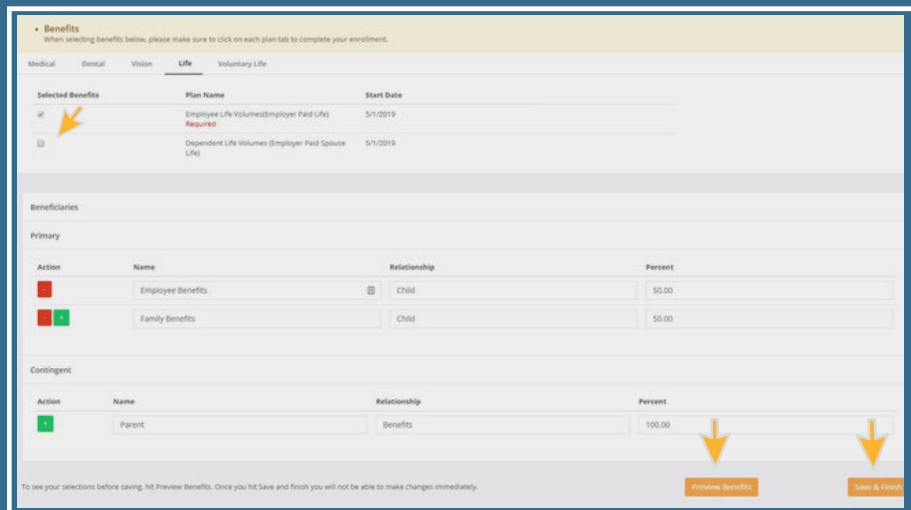 • Benefits
When selecting benefits below, please make sure to click on each plan tab to complete your enrollment.
Medical Dental Vision Life Voluntary Life
Selected Benefits Plan Name Start Date
Employee Life Volumes(Employer Paid Life) 5/1/2019
Required
Dependent Life Volumes (Employer Paid Spouse 5/1/2019
Life)
Beneficiaries
Primary
Action Name Relationship Percent
- Employee Benefits Child 50.00
- + Family Benefits Child 50.00
Contingent
Action Name Relationship Percent
+ Parent Benefits 100.00
To see your selections before saving, hit Preview Benefits. Once you hit Save and finish you will not be able to make changes immediately. Preview Benefits Save & Finish